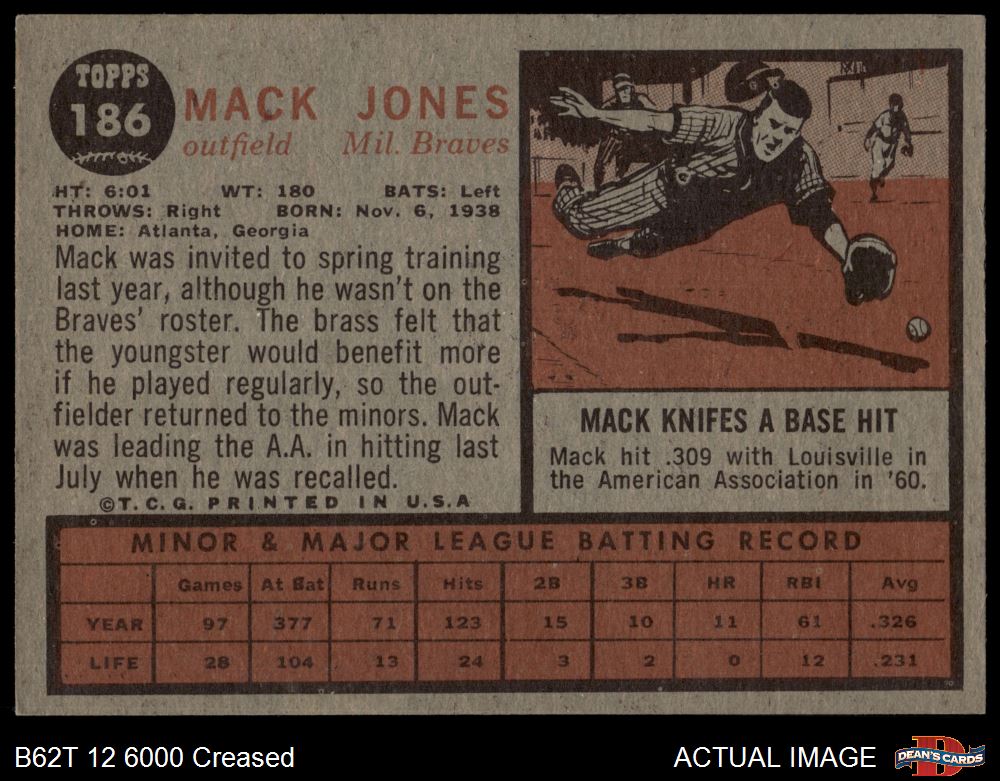 TOPPS
186
MACK JONES
outfield Mil. Braves
HT: 6:01 WT: 180 BATS: Left
THROWS: Right BORN: Nov. 6, 1938
HOME: Atlanta, Georgia
Mack was invited to spring training
last year, although he wasn't on the
Braves' roster. The brass felt that
the youngster would benefit more
if he played regularly, so the out-
fielder returned to the minors. Mack
was leading the A.A. in hitting last
July when he was recalled.
©T.C.G. PRINTED IN U.S.A
MACK KNIFES A BASE HIT
Mack hit .309 with Louisville in
the American Association in '60.
MINOR & MAJOR LEAGUE BATTING RECORD
Games At Bat Runs Hits 2B 3B HR RBI Avg
YEAR 97 377 71 123 15 10 11 61 .326
LIFE 28 104 13 24 3 2 0 12 .231
B62T 12 6000 Creased
ACTUAL IMAGE
DEAN'S CARDS